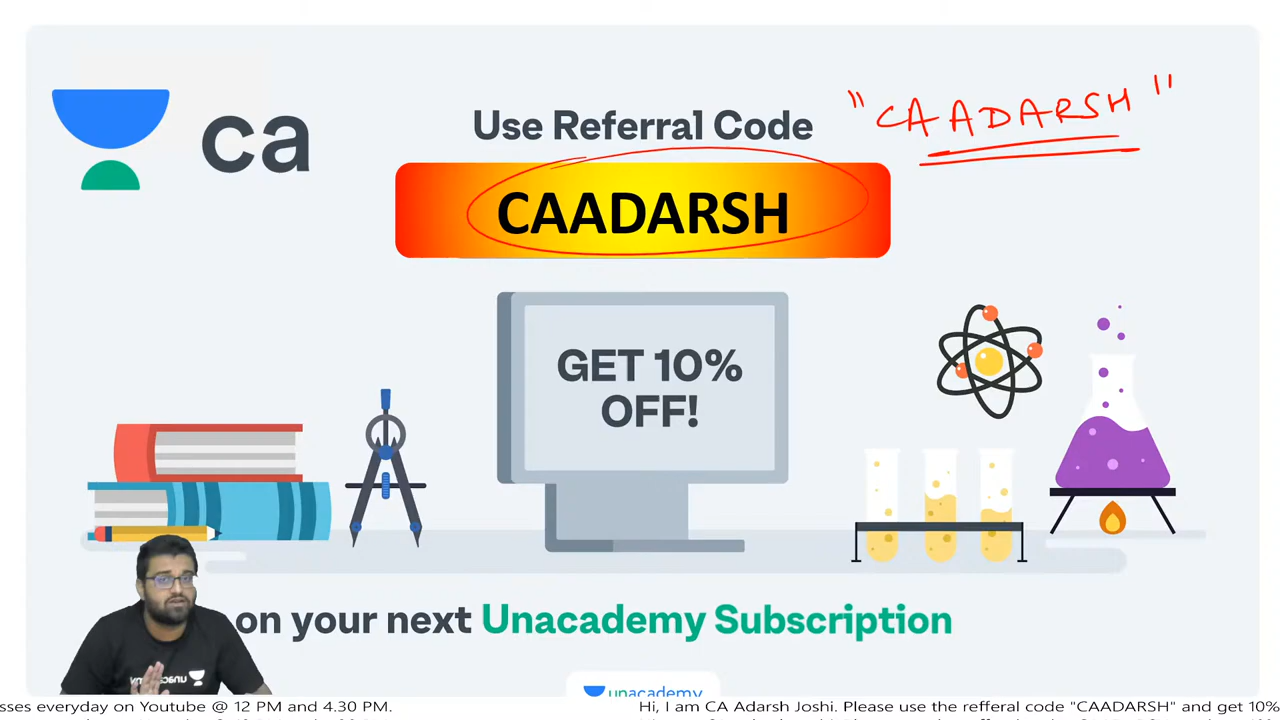 ca
Use Referral Code
"CAADARSH"
CAADARSH
GET 10%
OFF!
on your next Unacademy Subscription
unacademy
unacademy
sses everyday on Youtube @ 12 PM and 4.30 PM.
Hi, I am CA Adarsh Joshi. Please use the refferal code "CAADARSH" and get 10%